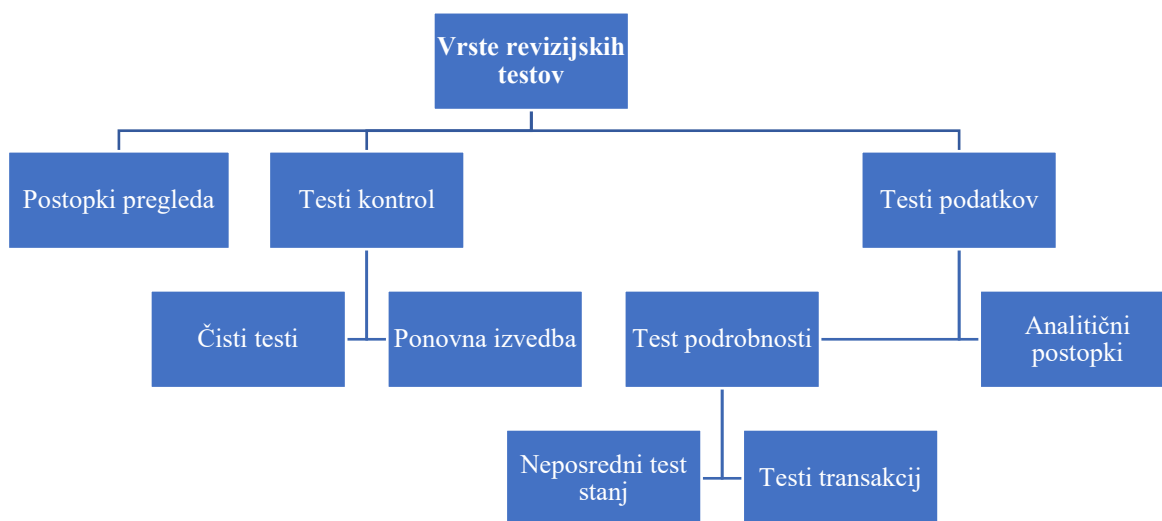 Vrste revizijskih
testov
Postopki pregleda
Testi kontrol
Testi podatkov
Čisti testi
Ponovna izvedba
Test podrobnosti
Analitični
postopki
Neposredni test
stanj
Testi transakcij